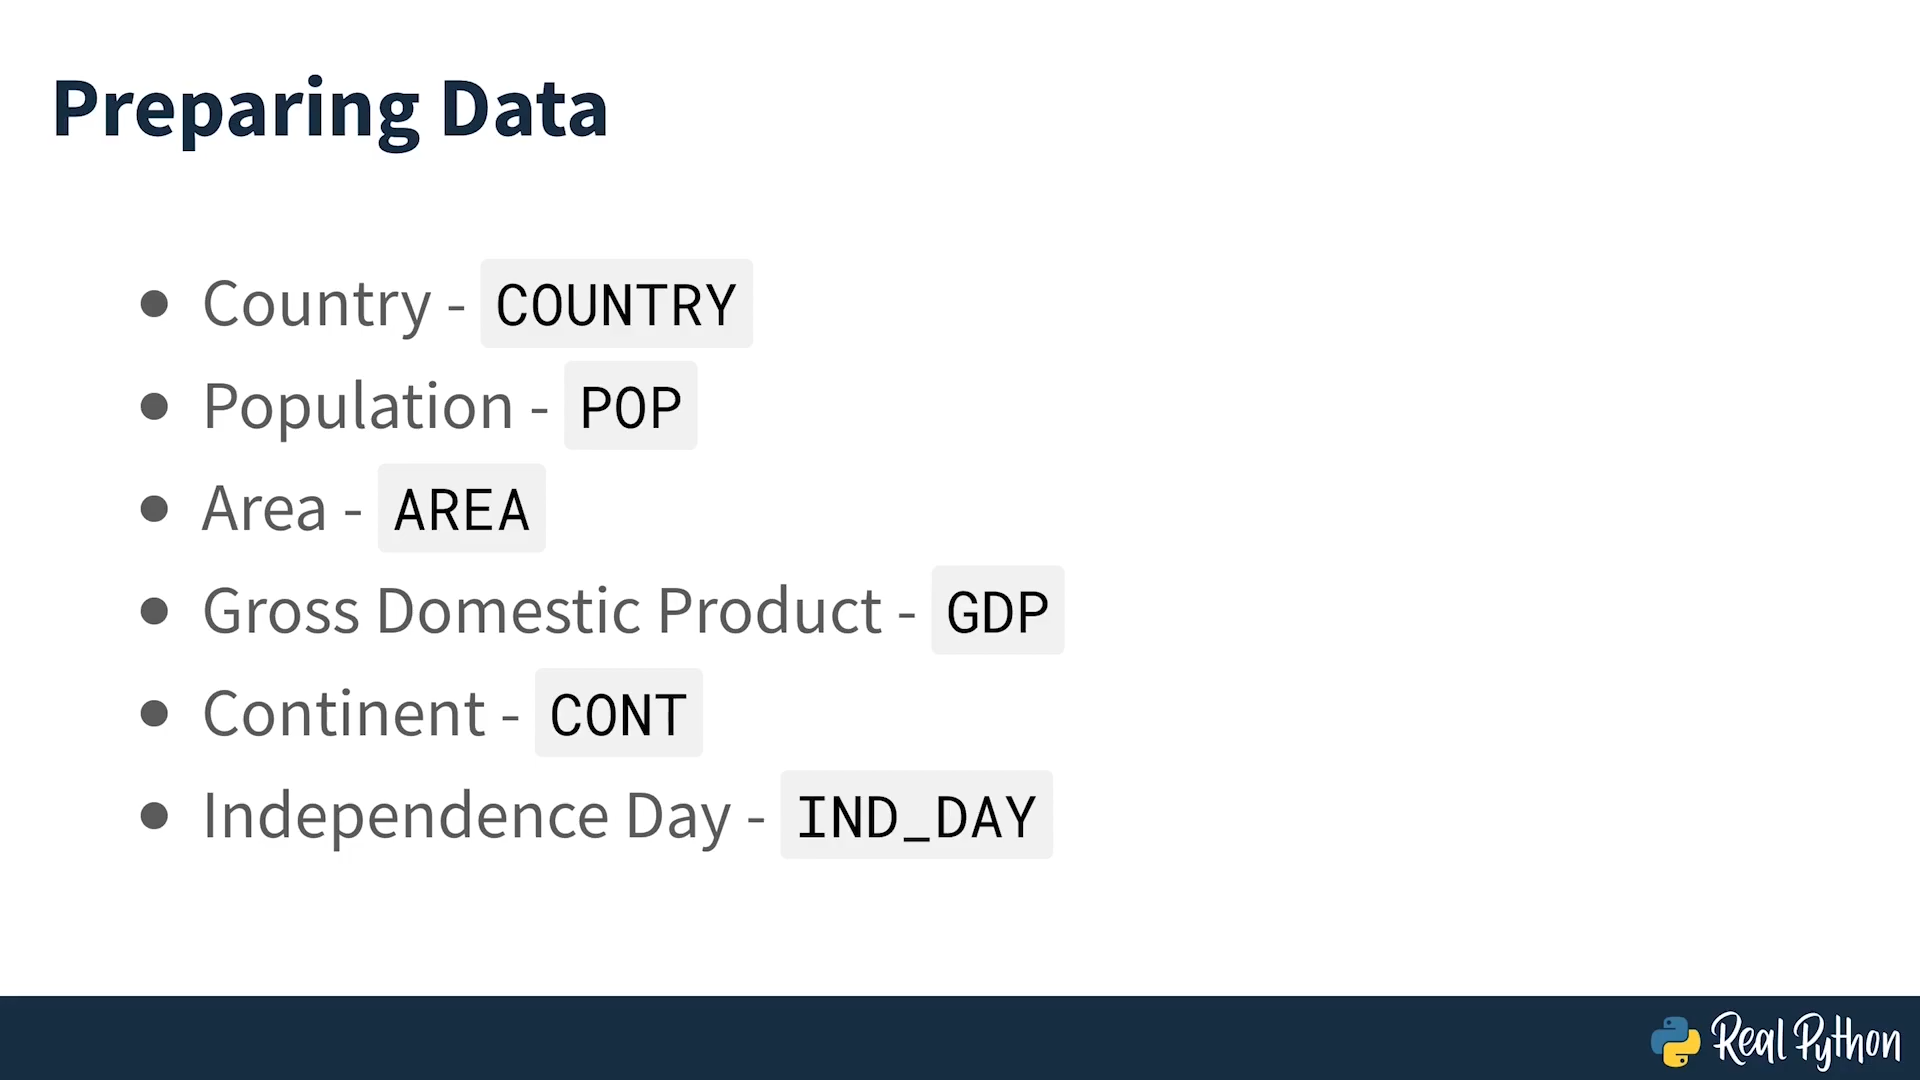 Preparing Data
● Country - COUNTRY
● Population - POP
● Area - AREA
● Gross Domestic Product - GDP
● Continent - CONT
● Independence Day - IND_DAY
Real Python